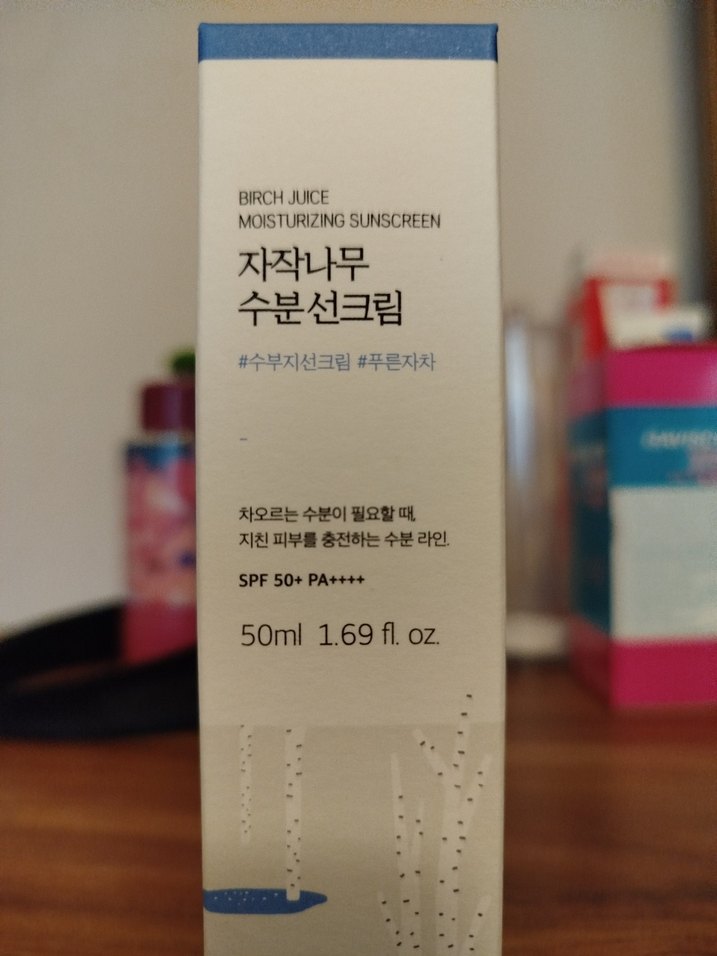 BIRCH JUICE
MOISTURIZING SUNSCREEN
자작나무
수분 선크림
#수부지선크림 #푸른자차
-
차오르는 수분이 필요할 때,
지친 피부를 충전하는 수분 라인.
SPF 50+ PA++++
50ml 1.69 fl. oz.